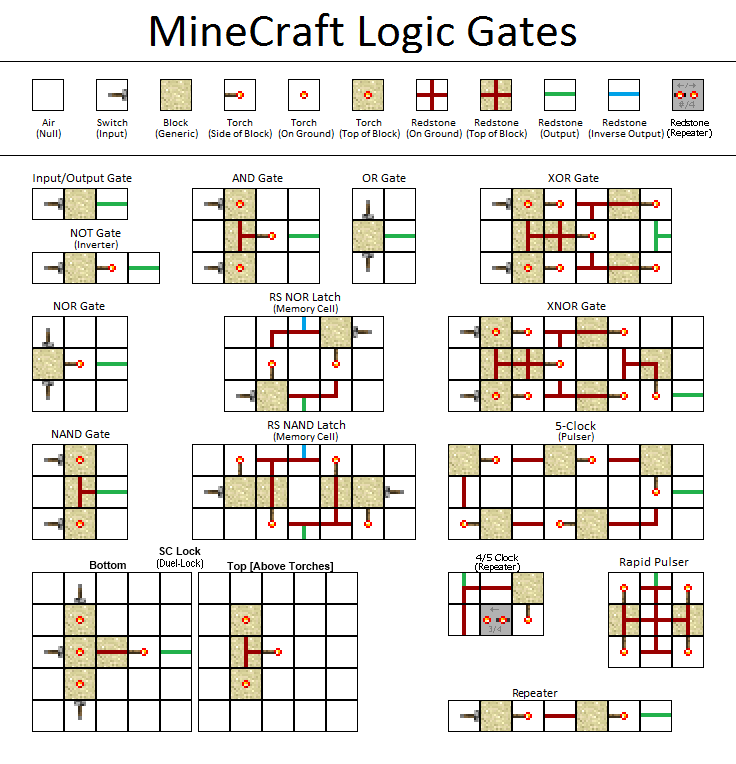 MineCraft Logic Gates
Air
(Null)
Switch
(Input)
Block
(Generic)
Torch
(Side of Block)
Torch
(On Ground)
Torch
(Top of Block)
Redstone
(On Ground)
Redstone
(Top of Block)
Redstone
(Output)
Redstone
(Inverse Output)
←/→
#/4
Redstone
(Repeater)
Input/Output Gate
AND Gate
OR Gate
XOR Gate
NOT Gate
(Inverter)
NOR Gate
RS NOR Latch
(Memory Cell)
XNOR Gate
NAND Gate
RS NAND Latch
(Memory Cell)
5-Clock
(Pulser)
SC Lock
(Duel-Lock)
Bottom
Top [Above Torches]
4/5 Clock
(Repeater)
←
3/4
Rapid Pulser
Repeater